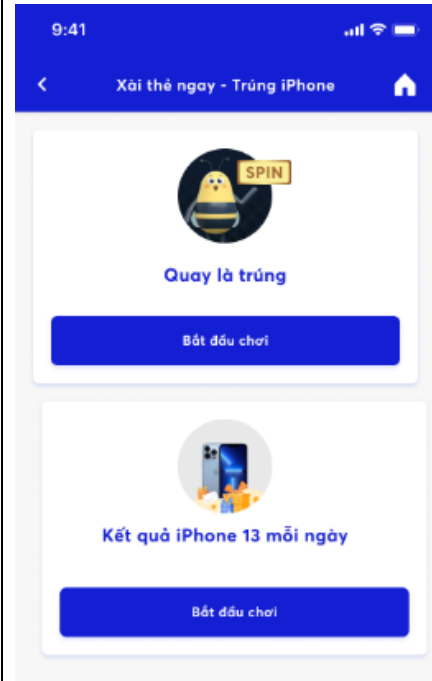 9:41
Xài thẻ ngay - Trúng iPhone
SPIN
Quay là trúng
Bắt đầu chơi
Kết quả iPhone 13 mỗi ngày
Bắt đầu chơi